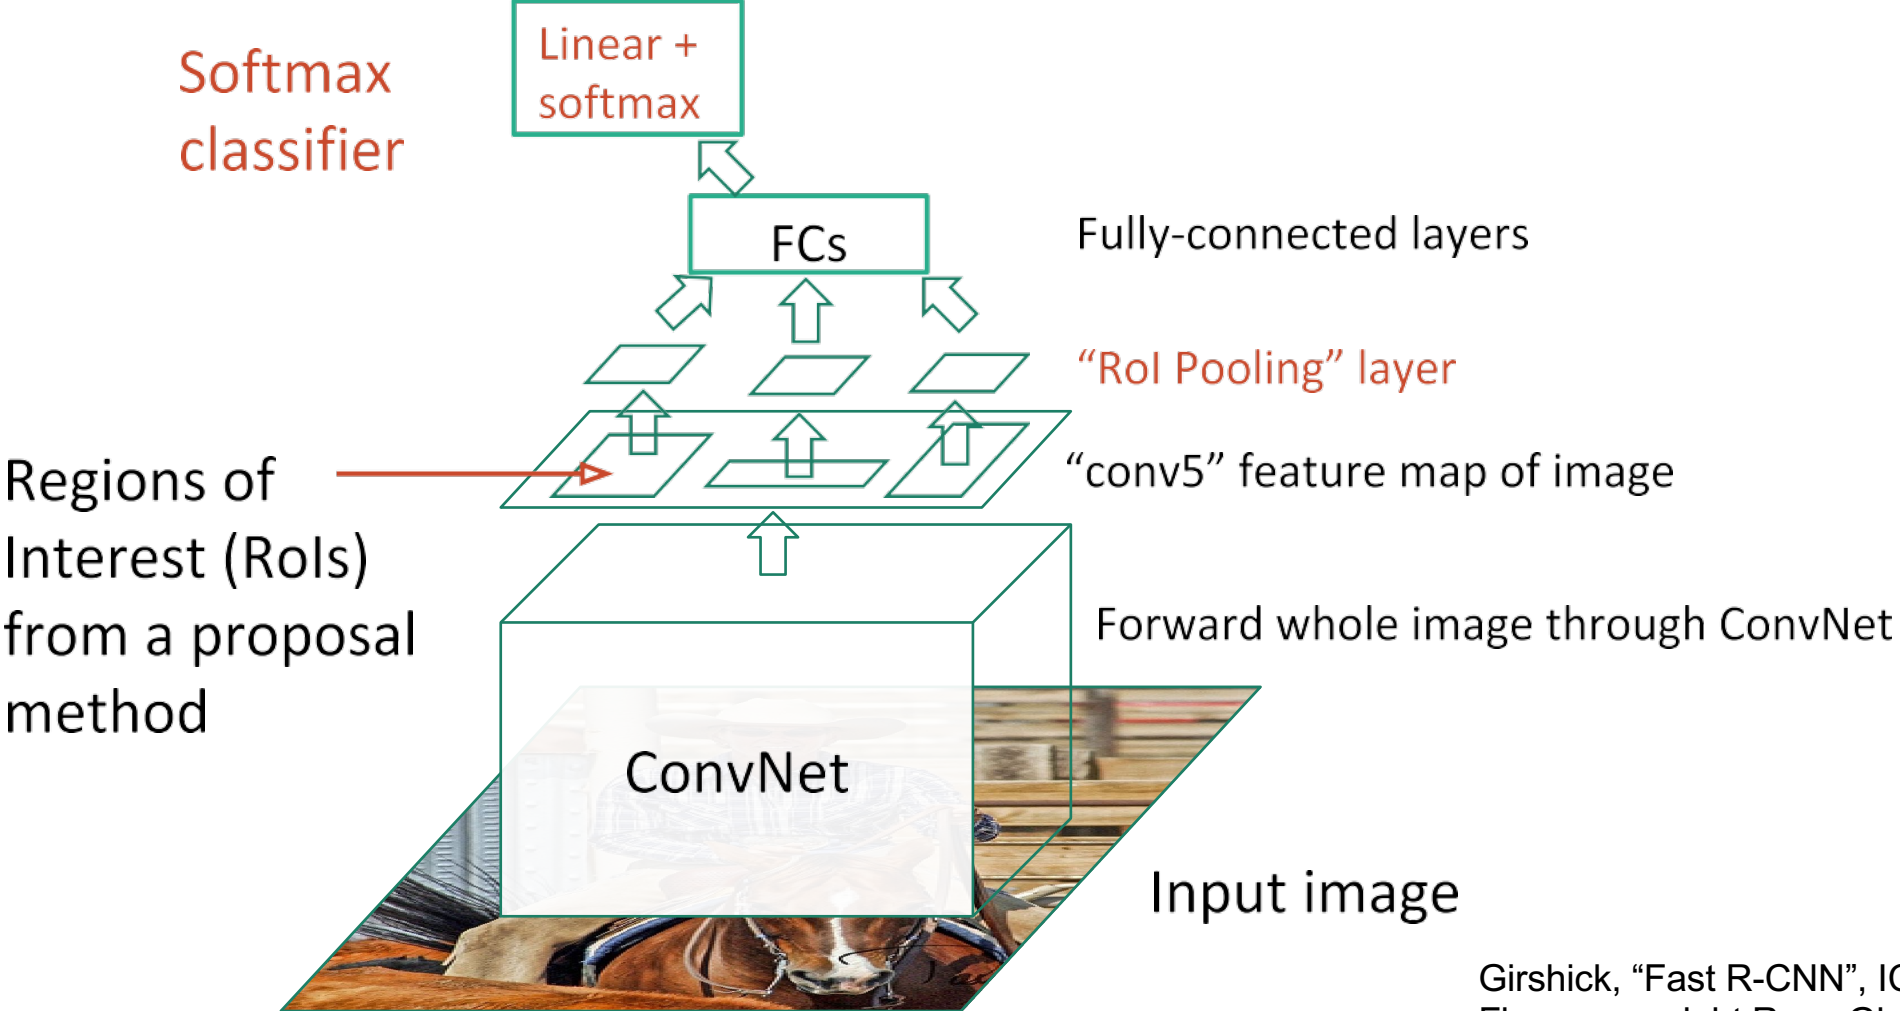 Linear +
softmax
Softmax
classifier
FCs
Fully-connected layers
“RoI Pooling” layer
“conv5” feature map of image
Regions of
Interest (RoIs)
from a proposal
method
Forward whole image through ConvNet
ConvNet
Input image
Girshick, “Fast R-CNN”,